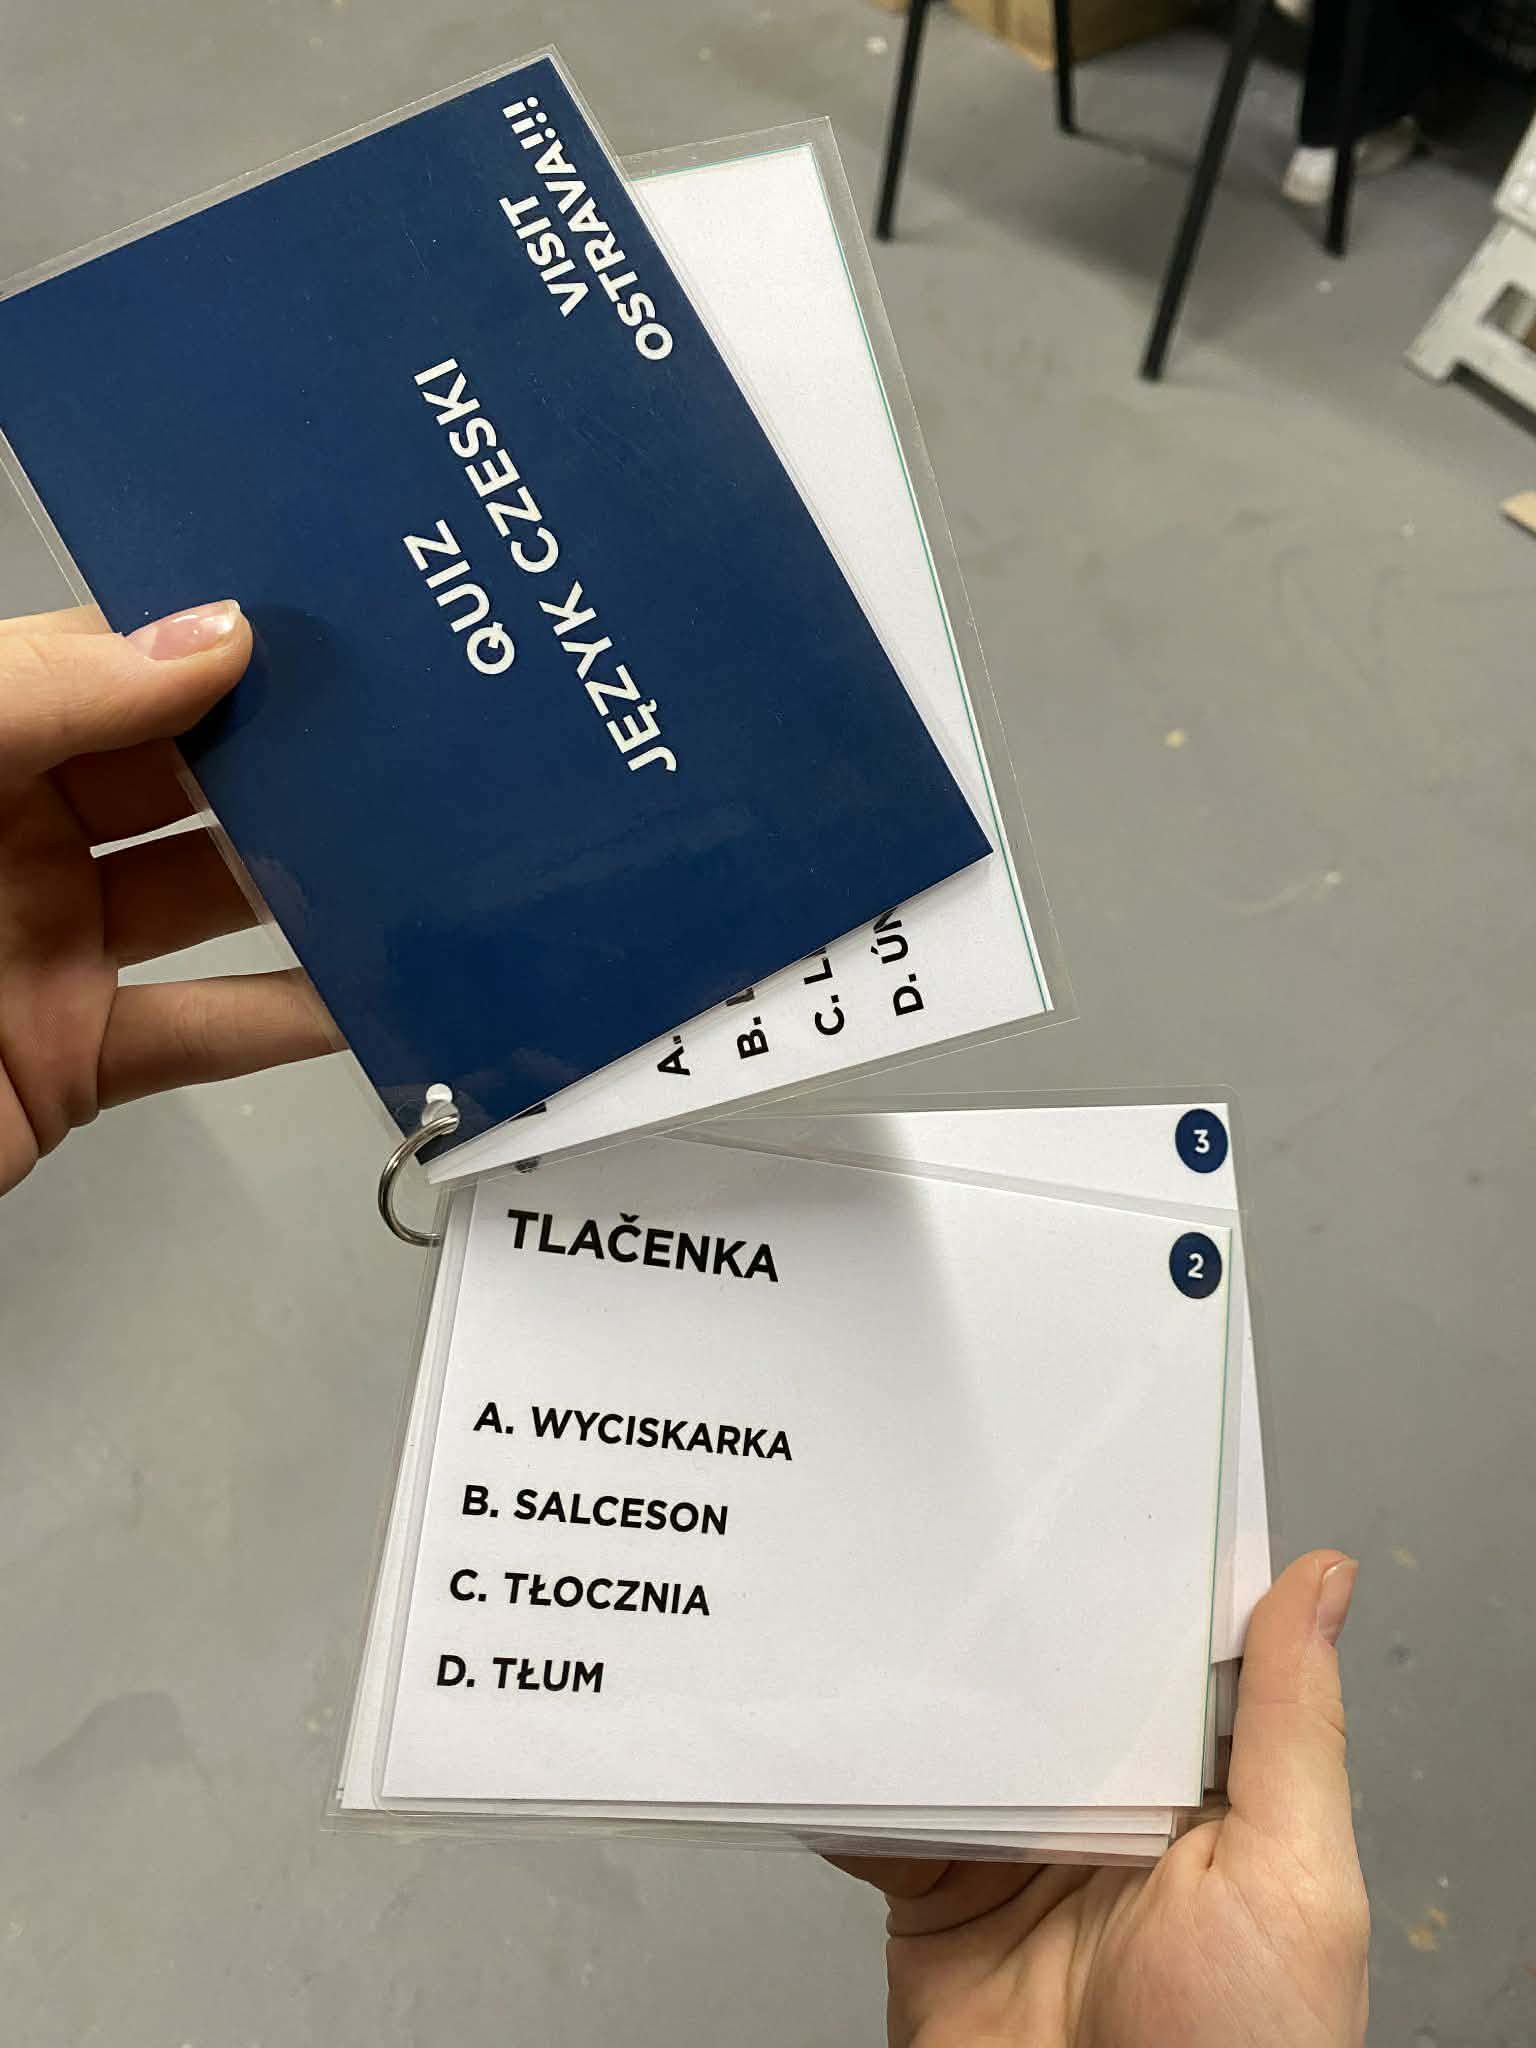 VISIT
OSTRAVA!!!
QUIZ
JĘZYK CZESKI
A.
B.
C.
D.
3
2
TLAČENKA
A. WYCISKARKA
B. SALCESON
C. TŁOCZNIA
D. TŁUM